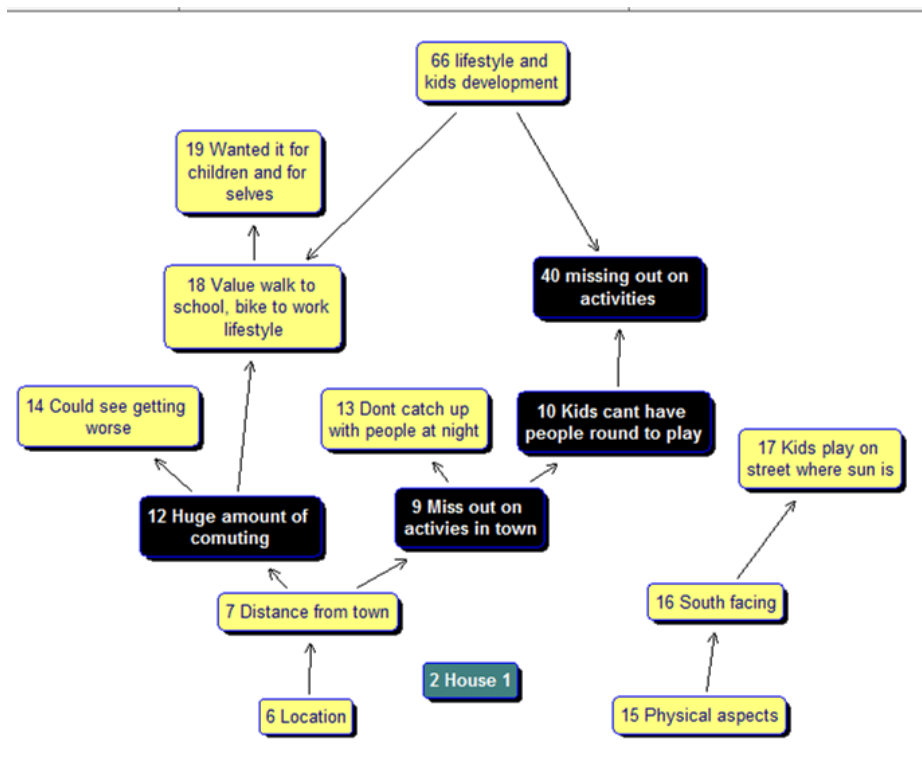 66 lifestyle and
kids development
19 Wanted it for
children and for
selves
18 Value walk to
school, bike to work
lifestyle
40 missing out on
activities
14 Could see getting
worse
13 Dont catch up
with people at night
10 Kids cant have
people round to play
17 Kids play on
street where sun is
12 Huge amount of
comuting
9 Miss out on
activies in town
7 Distance from town
16 South facing
2 House 1
6 Location
15 Physical aspects